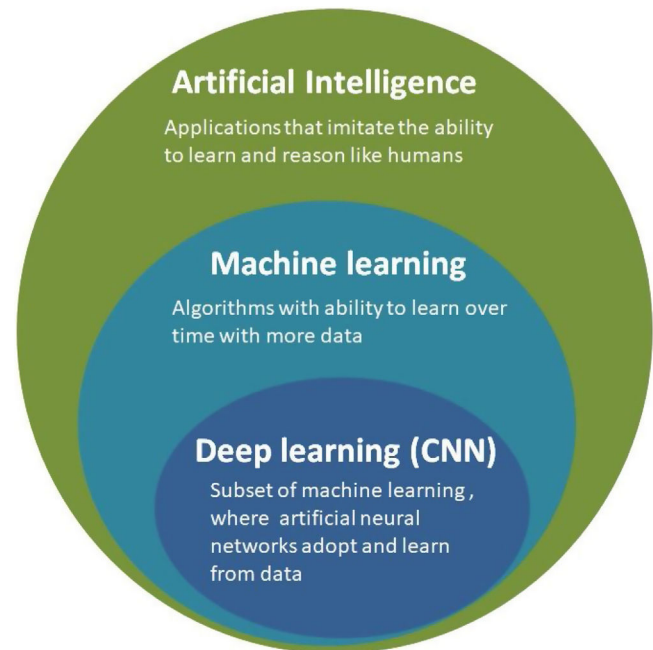 Artificial Intelligence
Applications that imitate the ability
to learn and reason like humans
Machine learning
Algorithms with ability to learn over
time with more data
Deep learning (CNN)
Subset of machine learning ,
where artificial neural
networks adopt and learn
from data